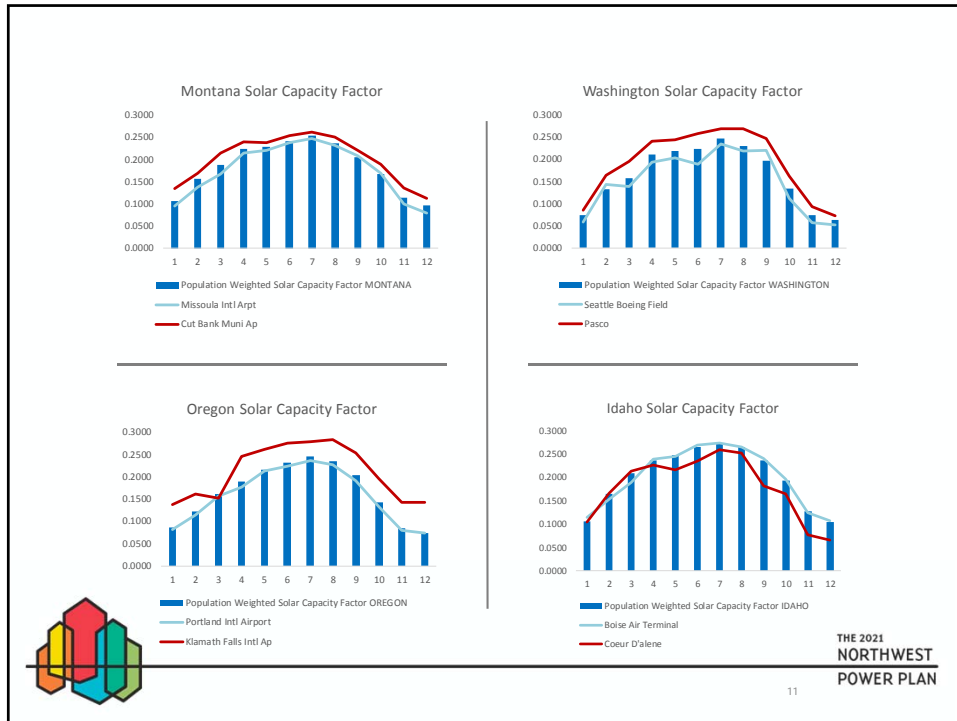 Montana Solar Capacity Factor
0.3000
0.2500
0.2000
0.1500
0.1000
0.0500
0.0000
1 2 3 4 5 6 7 8 9 10 11 12
Population Weighted Solar Capacity Factor MONTANA
Missoula Intl Arpt
Cut Bank Muni Ap
Washington Solar Capacity Factor
0.3000
0.2500
0.2000
0.1500
0.1000
0.0500
0.0000
1 2 3 4 5 6 7 8 9 10 11 12
Population Weighted Solar Capacity Factor WASHINGTON
Seattle Boeing Field
Pasco
Oregon Solar Capacity Factor
0.3000
0.2500
0.2000
0.1500
0.1000
0.0500
0.0000
1 2 3 4 5 6 7 8 9 10 11 12
Population Weighted Solar Capacity Factor OREGON
Portland Intl Airport
Klamath Falls Intl Ap
Idaho Solar Capacity Factor
0.3000
0.2500
0.2000
0.1500
0.1000
0.0500
0.0000
1 2 3 4 5 6 7 8 9 10 11 12
Population Weighted Solar Capacity Factor IDAHO
Boise Air Terminal
Coeur D'alene
THE 2021
NORTHWEST
POWER PLAN
11